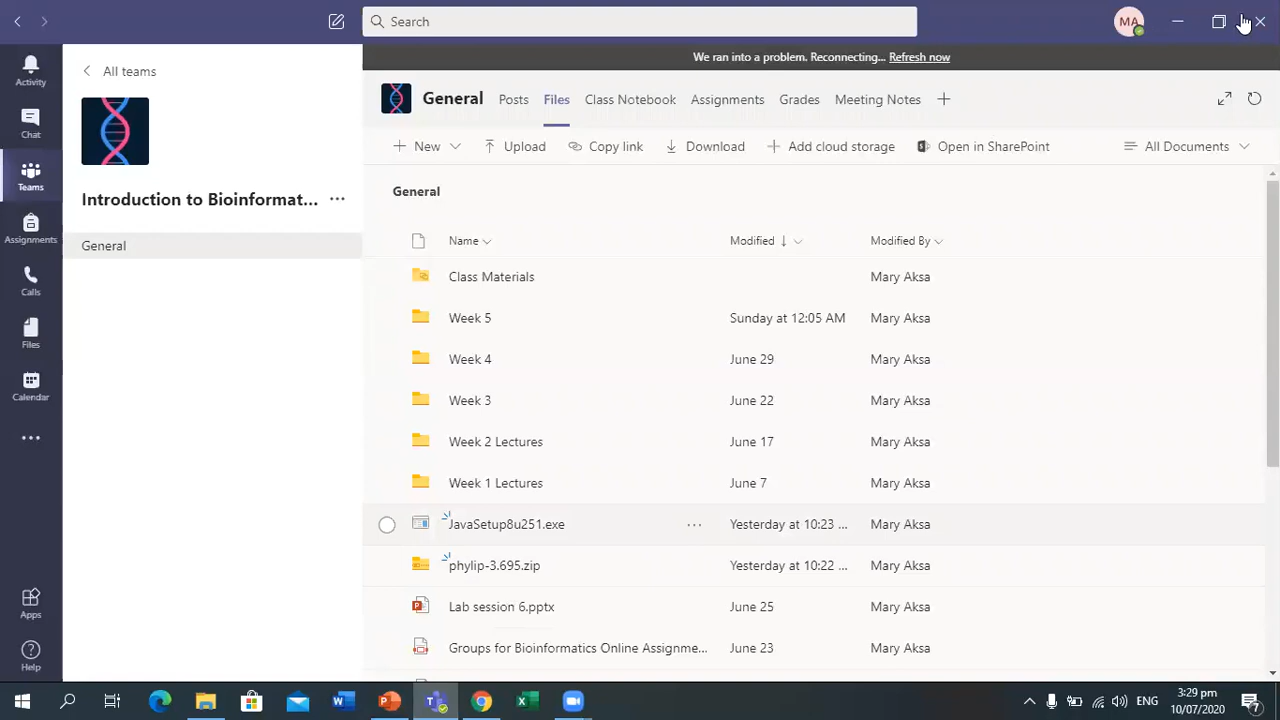 Search
MA
We ran into a problem. Reconnecting... Refresh now
Activity
Chat
Teams
Assignments
Calls
Files
Calendar
Apps
Help
All teams
Introduction to Bioinformat...
General
General Posts Files Class Notebook Assignments Grades Meeting Notes
New Upload Copy link Download Add cloud storage Open in SharePoint All Documents
General
Name Modified Modified By
Class Materials Mary Aksa
Week 5 Sunday at 12:05 AM Mary Aksa
Week 4 June 29 Mary Aksa
Week 3 June 22 Mary Aksa
Week 2 Lectures June 17 Mary Aksa
Week 1 Lectures June 7 Mary Aksa
JavaSetup8u251.exe Yesterday at 10:23 ... Mary Aksa
phylip-3.695.zip Yesterday at 10:22 ... Mary Aksa
Lab session 6.pptx June 25 Mary Aksa
Groups for Bioinformatics Online Assignme... June 23 Mary Aksa
ENG 3:29 pm
10/07/2020
7